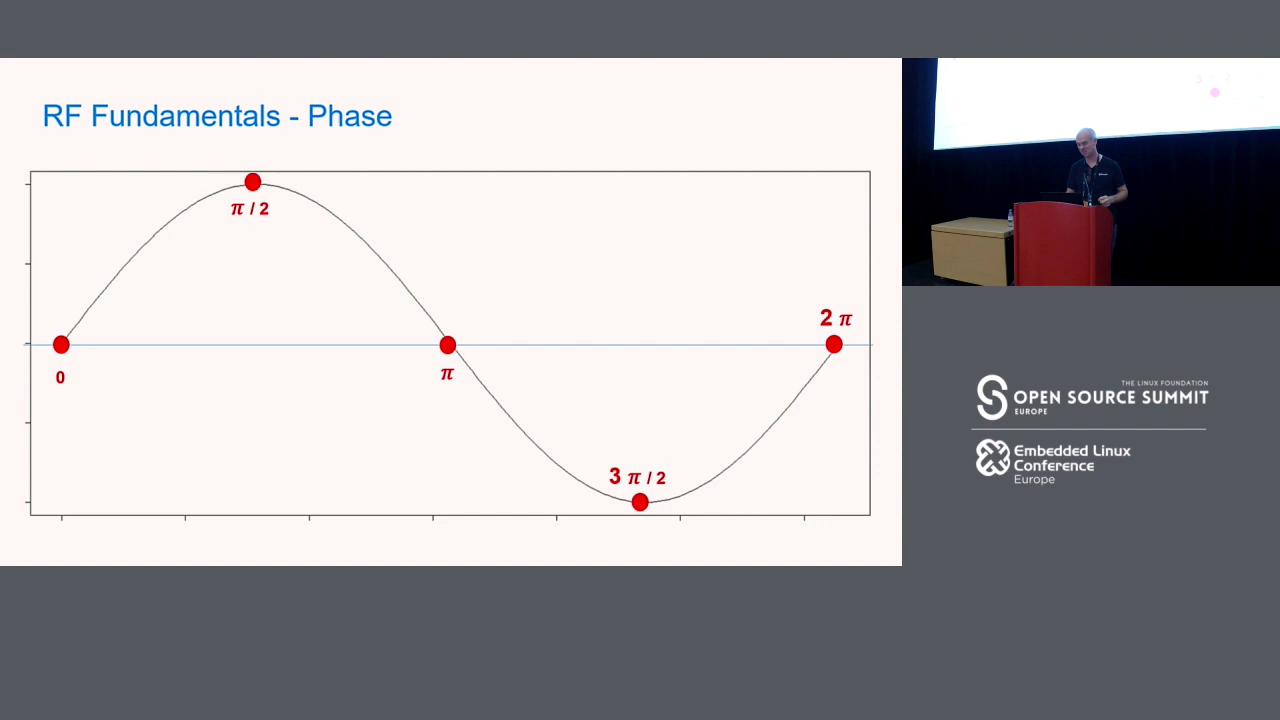 RF Fundamentals - Phase
π / 2
2 π
0
π
3 π / 2
THE LINUX FOUNDATION
OPEN SOURCE SUMMIT
EUROPE
Embedded Linux
Conference
Europe